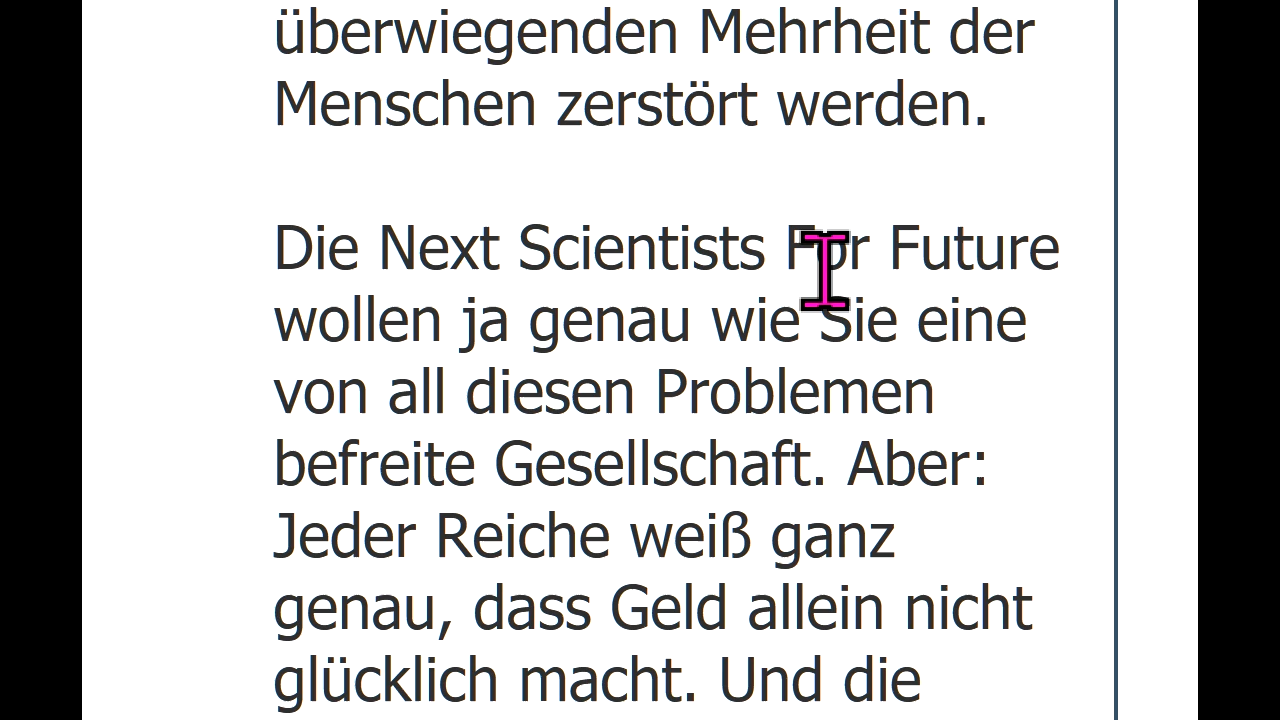 überwiegenden Mehrheit der
Menschen zerstört werden.
Die Next Scientists For Future
wollen ja genau wie Sie eine
von all diesen Problemen
befreite Gesellschaft. Aber:
Jeder Reiche weiß ganz
genau, dass Geld allein nicht
glücklich macht. Und die